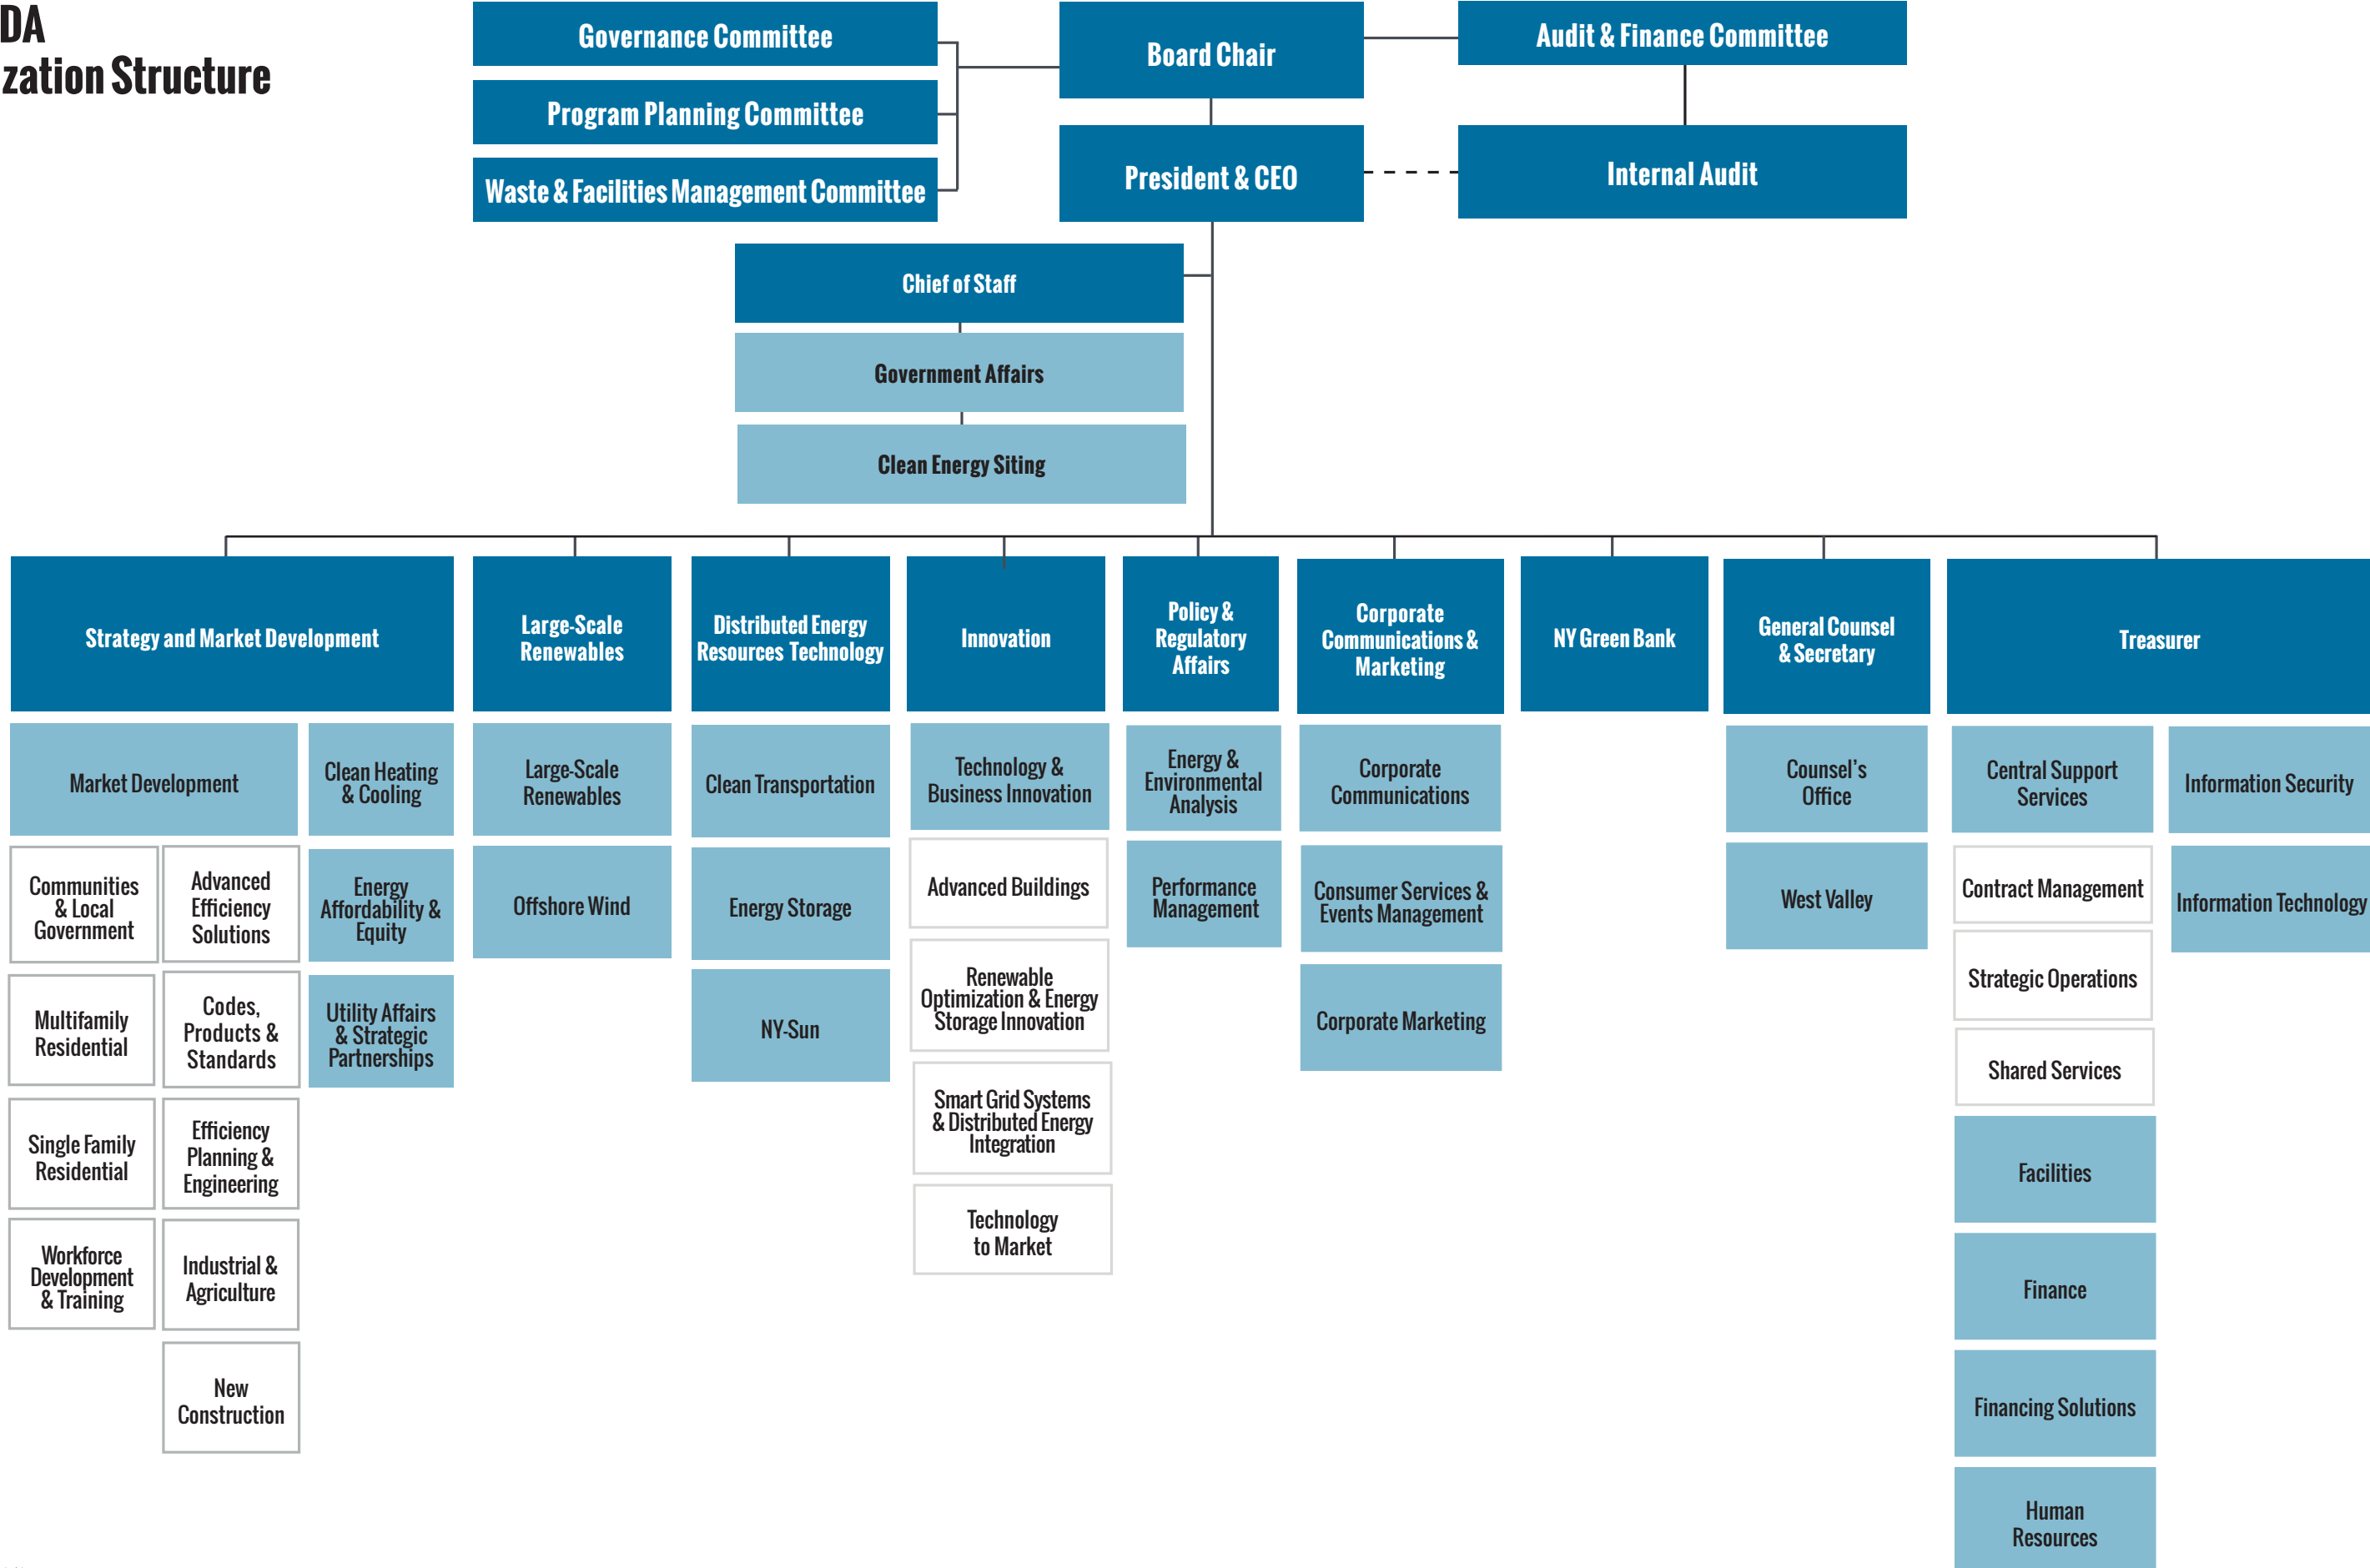 DA
zation Structure
Governance Committee
Program Planning Committee
Waste & Facilities Management Committee
Board Chair
President & CEO
Audit & Finance Committee
Internal Audit
Chief of Staff
Government Affairs
Clean Energy Siting
Strategy and Market Development
Market Development
Communities
& Local
Government
Multifamily
Residential
Single Family
Residential
Workforce
Development
& Training
Advanced
Efficiency
Solutions
Codes,
Products &
Standards
Efficiency
Planning &
Engineering
Industrial &
Agriculture
New
Construction
Clean Heating
& Cooling
Energy
Affordability &
Equity
Utility Affairs
& Strategic
Partnerships
Large-Scale
Renewables
Large-Scale
Renewables
Offshore Wind
Distributed Energy
Resources Technology
Clean Transportation
Energy Storage
NY-Sun
Innovation
Technology &
Business Innovation
Advanced Buildings
Renewable
Optimization & Energy
Storage Innovation
Smart Grid Systems
& Distributed Energy
Integration
Technology
to Market
Policy &
Regulatory
Affairs
Energy &
Environmental
Analysis
Performance
Management
Corporate
Communications &
Marketing
Corporate
Communications
Consumer Services &
Events Management
Corporate Marketing
NY Green Bank
General Counsel
& Secretary
Counsel's
Office
West Valley
Treasurer
Central Support
Services
Contract Management
Strategic Operations
Shared Services
Facilities
Finance
Financing Solutions
Human
Resources
Information Security
Information Technology